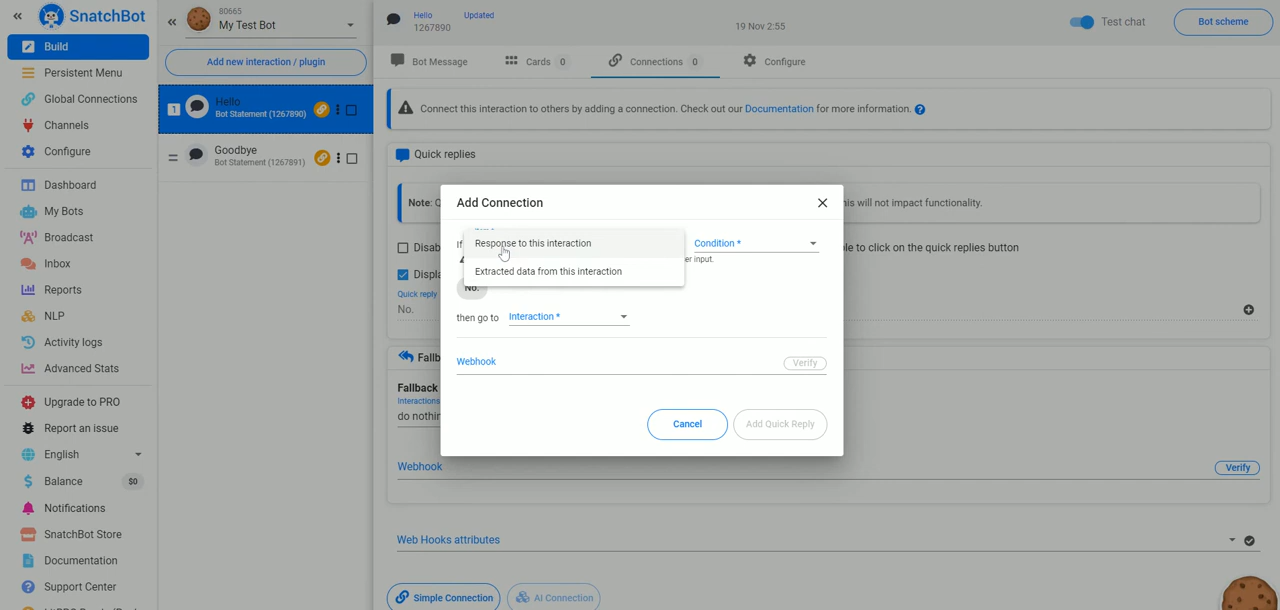 SnatchBot
Build
Persistent Menu
Global Connections
Channels
Configure
Dashboard
My Bots
Broadcast
Inbox
Reports
NLP
Activity logs
Advanced Stats
Upgrade to PRO
Report an issue
English
Balance $0
Notifications
SnatchBot Store
Documentation
Support Center
80665
My Test Bot
Add new interaction / plugin
1 Hello
Bot Statement (1267890)
Goodbye
Bot Statement (1267891)
Hello Updated
1267890
19 Nov 2:55
Test chat
Bot scheme
Bot Message Cards 0 Connections 0 Configure
Connect this interaction to others by adding a connection. Check out our Documentation for more information.
Quick replies
Note:
his will not impact functionality.
Disab
le to click on the quick replies button
Displa
Quick reply
No.
Fallb
Fallback
Interactions
do nothin
Webhook Verify
Web Hooks attributes
Simple Connection AI Connection
Add Connection
If
Response to this interaction
Extracted data from this interaction
Condition *
er input.
No.
then go to Interaction *
Webhook Verify
Cancel Add Quick Reply